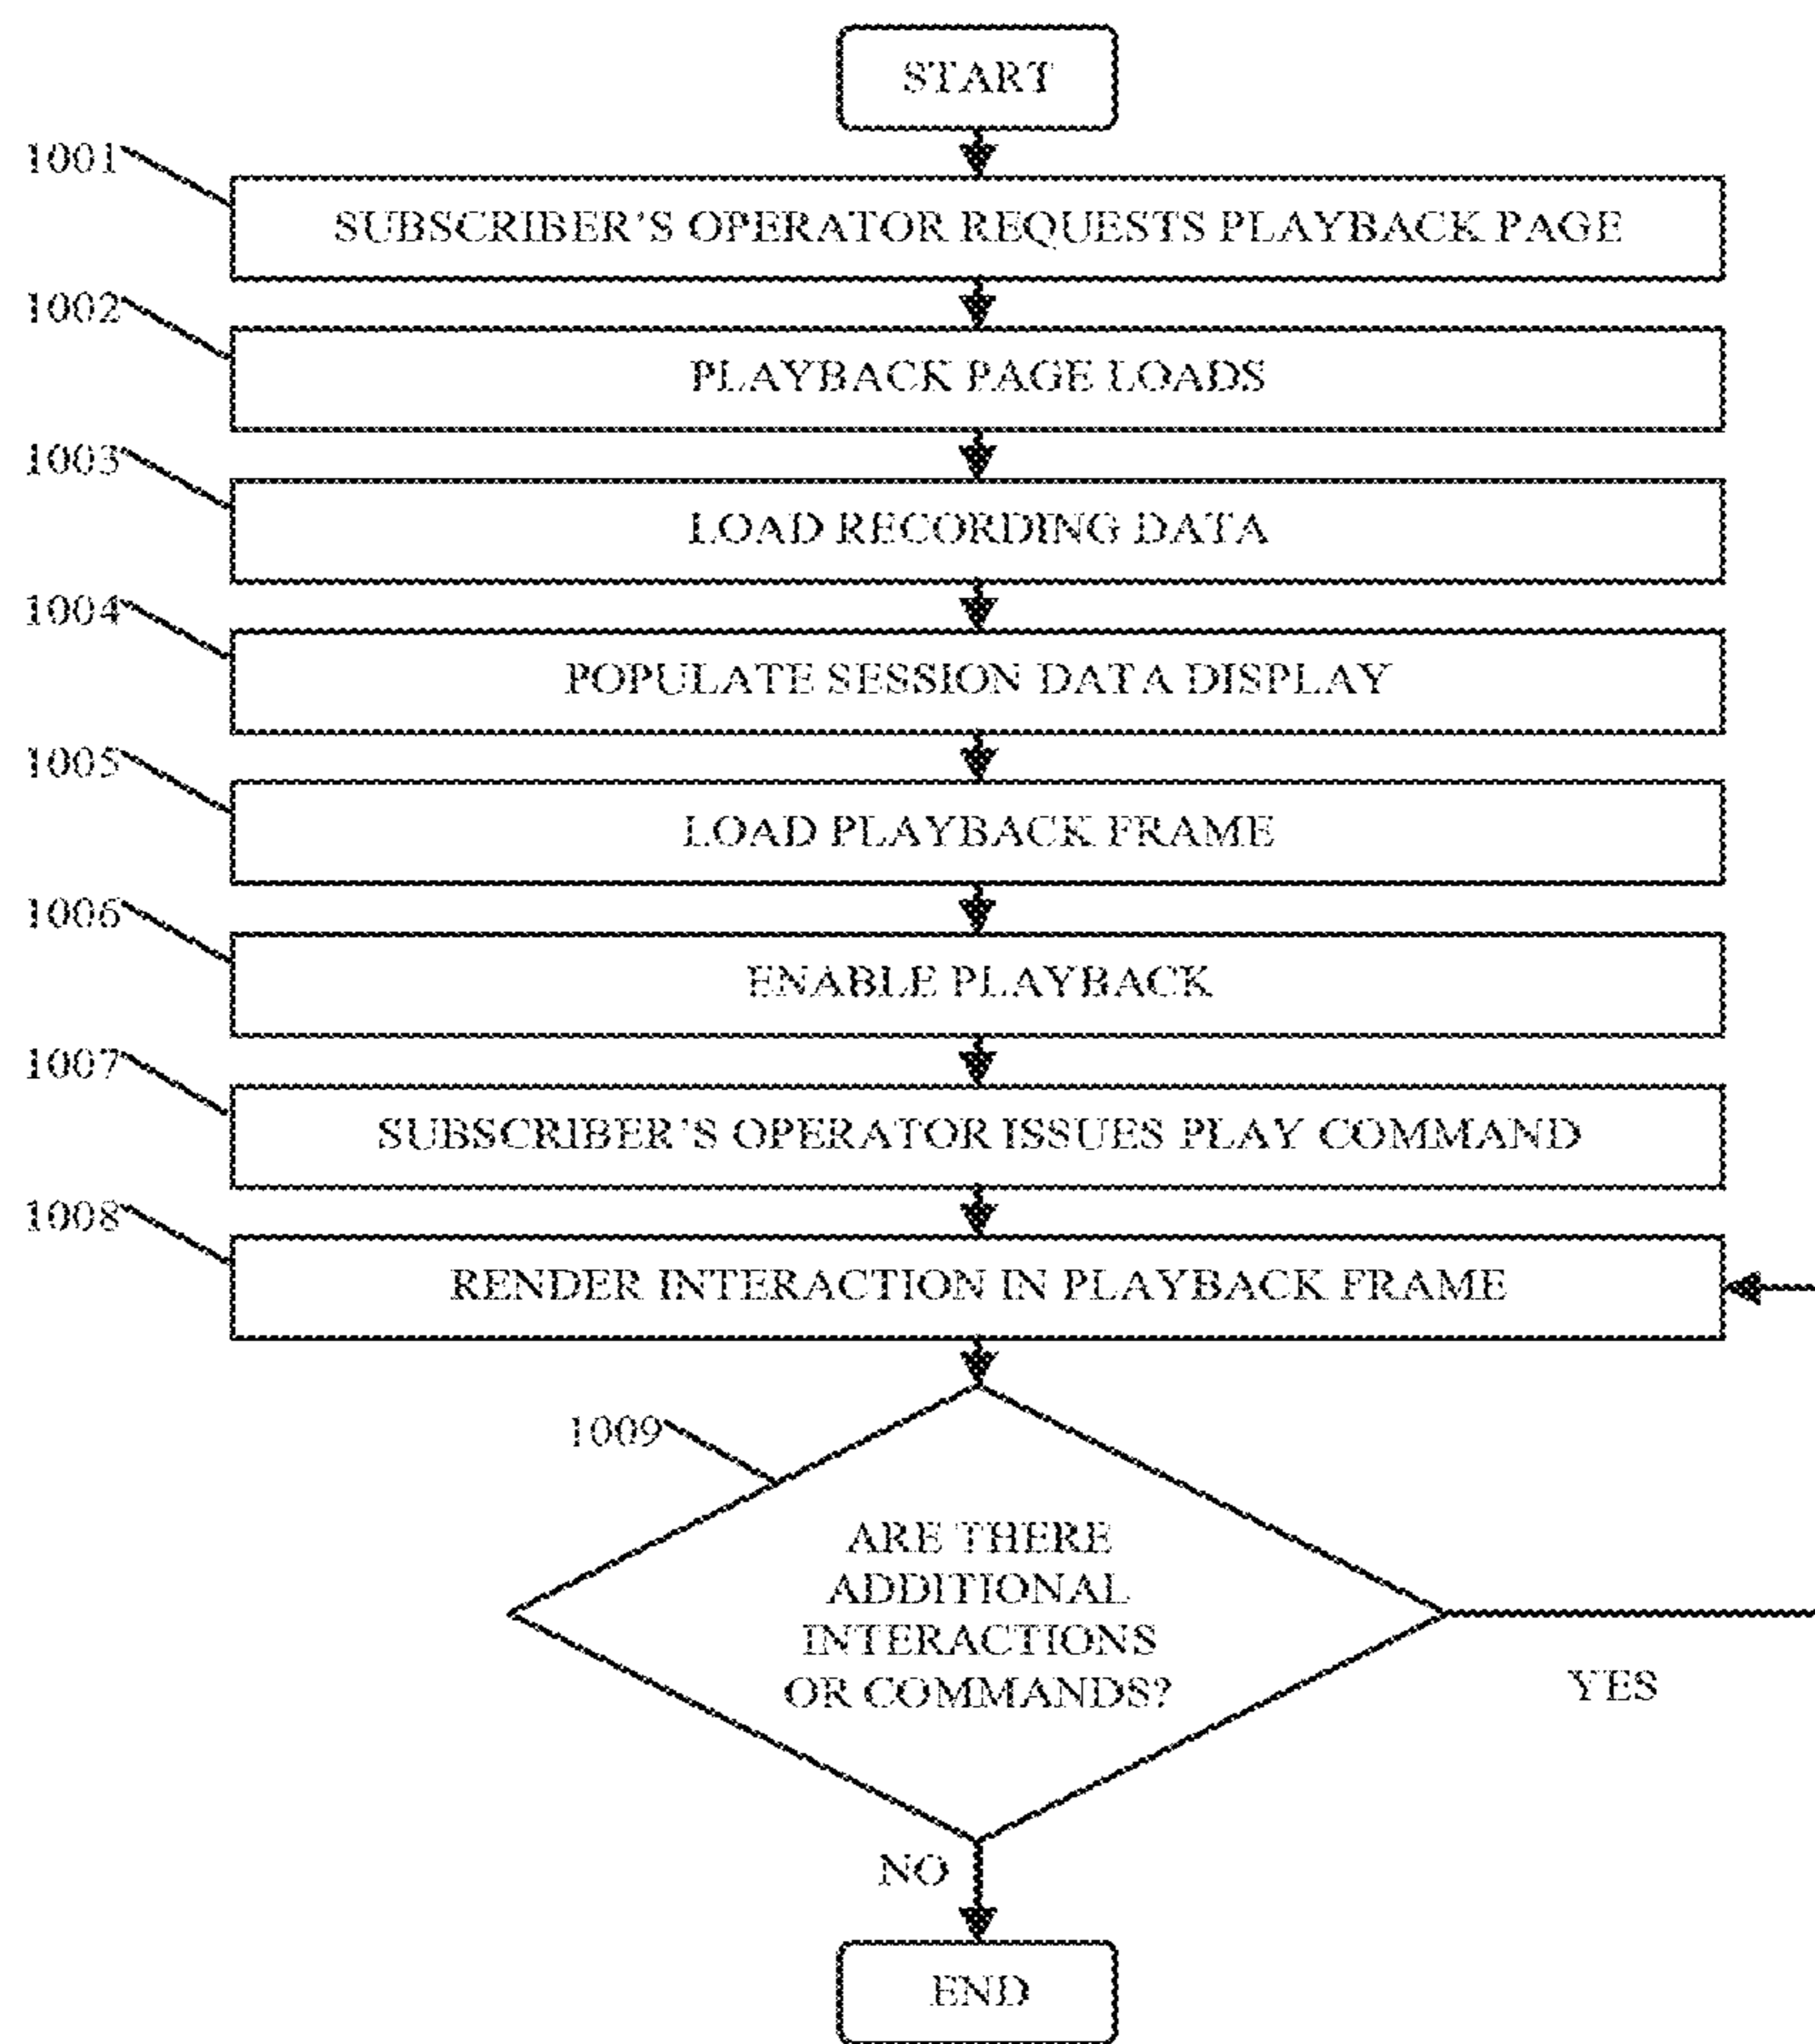 START
1001
SUBSCRIBER'S OPERATOR REQUESTS PLAYBACK PAGE
1002
PLAYBACK PAGE LOADS
1003
LOAD RECORDING DATA
1004
POPULATE SESSION DATA DISPLAY
1005
LOAD PLAYBACK FRAME
1006
ENABLE PLAYBACK
1007
SUBSCRIBER'S OPERATOR ISSUES PLAY COMMAND
1008
RENDER INTERACTION IN PLAYBACK FRAME
1009
ARE THERE
ADDITIONAL
INTERACTIONS
OR COMMANDS?
YES
NO
END